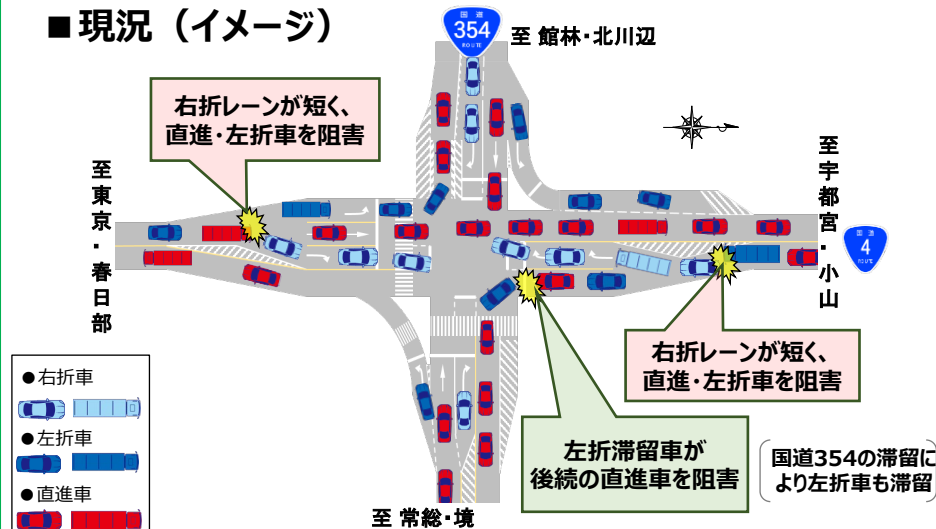 ■現況（イメージ）
国道
354
ROUTE
至 館林・北川辺
右折レーンが短く、
直進・左折車を阻害
至東京・春日部
至宇都宮・小山
国道
4
ROUTE
右折レーンが短く、
直進・左折車を阻害
左折滞留車が
後続の直進車を阻害
国道354の滞留に
より左折車も滞留
●右折車
●左折車
●直進車
至 常総・境